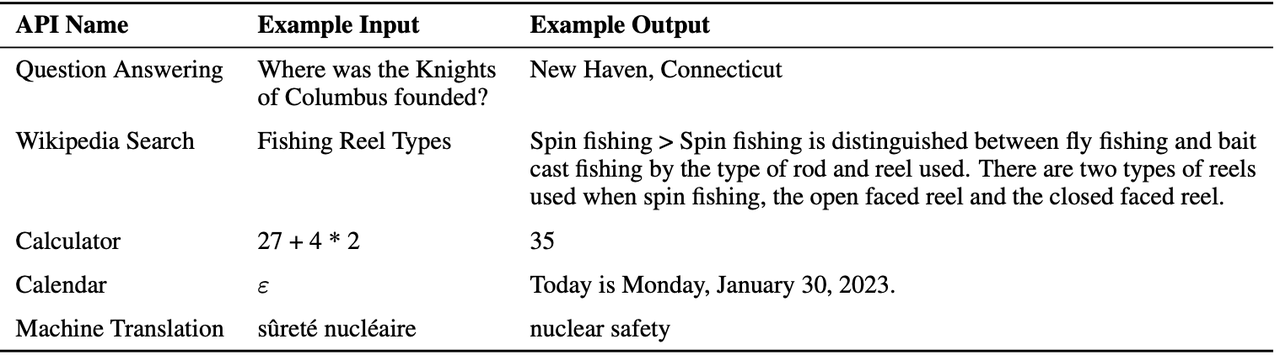 API Name Example Input Example Output
Question Answering Where was the Knights New Haven, Connecticut
of Columbus founded?
Wikipedia Search Fishing Reel Types Spin fishing > Spin fishing is distinguished between fly fishing and bait
cast fishing by the type of rod and reel used. There are two types of reels
used when spin fishing, the open faced reel and the closed faced reel.
Calculator 27 + 4 * 2 35
Calendar ε Today is Monday, January 30, 2023.
Machine Translation sûreté nucléaire nuclear safety